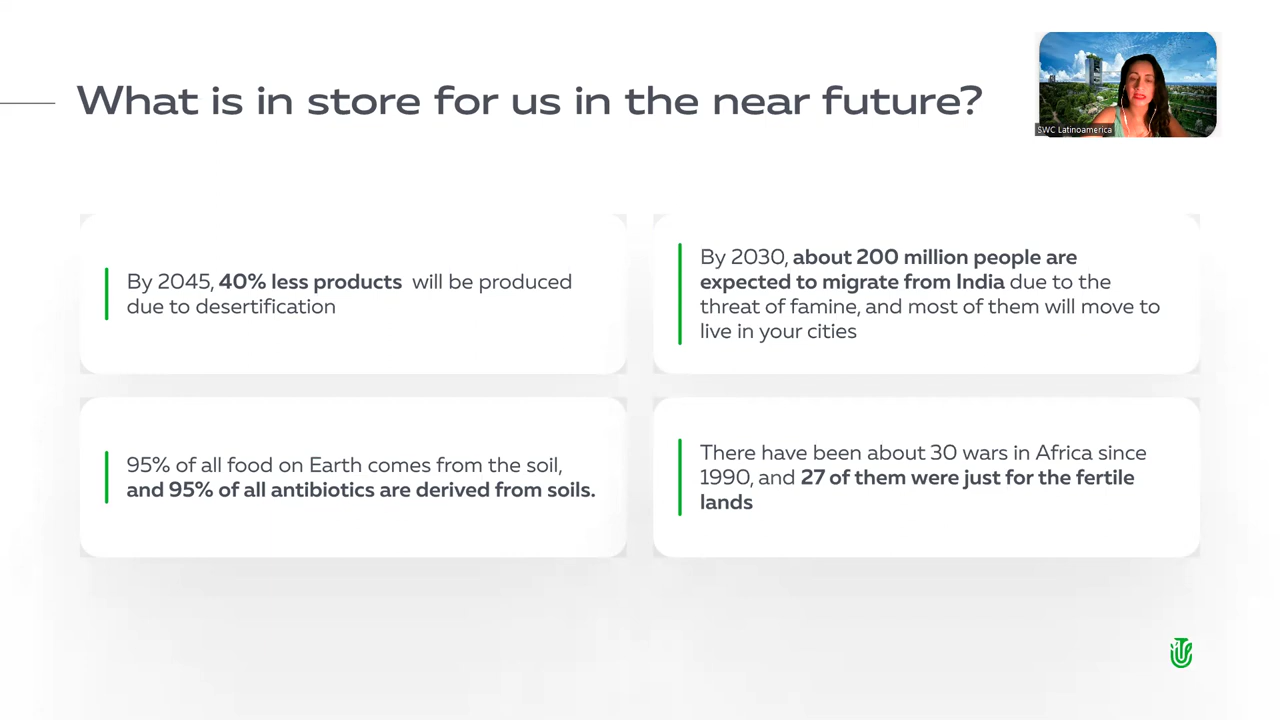 What is in store for us in the near future?
SWC Latinoamerica
By 2045, 40% less products will be produced
due to desertification
By 2030, about 200 million people are
expected to migrate from India due to the
threat of famine, and most of them will move to
live in your cities
95% of all food on Earth comes from the soil,
and 95% of all antibiotics are derived from soils.
There have been about 30 wars in Africa since
1990, and 27 of them were just for the fertile
lands